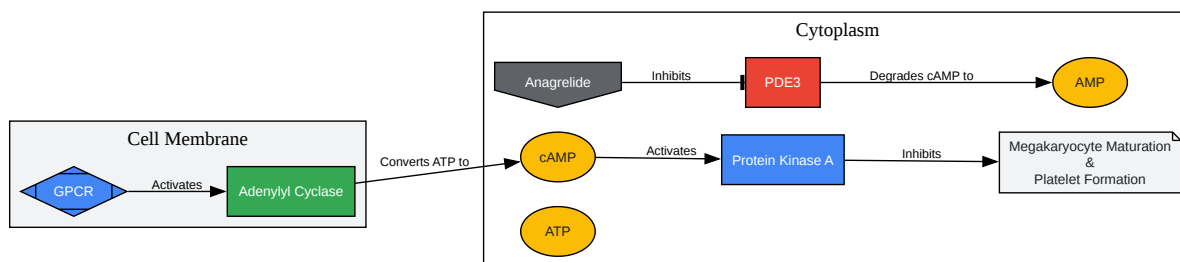 Cytoplasm
Anagrelide
Inhibits
PDE3
Degrades cAMP to
AMP
Cell Membrane
GPCR
Activates
Adenylyl Cyclase
Converts ATP to
cAMP
Activates
Protein Kinase A
Inhibits
Megakaryocyte Maturation
&
Platelet Formation
ATP